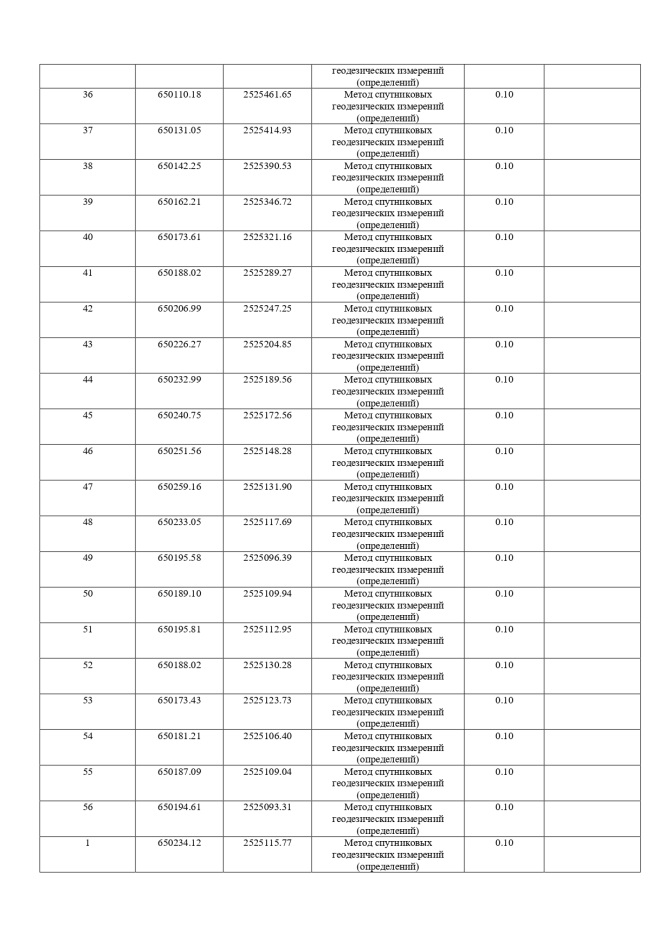 геодезических измерений
(определений)
36 650110.18 2525461.65 Метод спутниковых 0.10
геодезических измерений
(определений)
37 650131.05 2525414.93 Метод спутниковых 0.10
геодезических измерений
(определений)
38 650142.25 2525390.53 Метод спутниковых 0.10
геодезических измерений
(определений)
39 650162.21 2525346.72 Метод спутниковых 0.10
геодезических измерений
(определений)
40 650173.61 2525321.16 Метод спутниковых 0.10
геодезических измерений
(определений)
41 650188.02 2525289.27 Метод спутниковых 0.10
геодезических измерений
(определений)
42 650206.99 2525247.25 Метод спутниковых 0.10
геодезических измерений
(определений)
43 650226.27 2525204.85 Метод спутниковых 0.10
геодезических измерений
(определений)
44 650232.99 2525189.56 Метод спутниковых 0.10
геодезических измерений
(определений)
45 650240.75 2525172.56 Метод спутниковых 0.10
геодезических измерений
(определений)
46 650251.56 2525148.28 Метод спутниковых 0.10
геодезических измерений
(определений)
47 650259.16 2525131.90 Метод спутниковых 0.10
геодезических измерений
(определений)
48 650233.05 2525117.69 Метод спутниковых 0.10
геодезических измерений
(определений)
49 650195.58 2525096.39 Метод спутниковых 0.10
геодезических измерений
(определений)
50 650189.10 2525109.94 Метод спутниковых 0.10
геодезических измерений
(определений)
51 650195.81 2525112.95 Метод спутниковых 0.10
геодезических измерений
(определений)
52 650188.02 2525130.28 Метод спутниковых 0.10
геодезических измерений
(определений)
53 650173.43 2525123.73 Метод спутниковых 0.10
геодезических измерений
(определений)
54 650181.21 2525106.40 Метод спутниковых 0.10
геодезических измерений
(определений)
55 650187.09 2525109.04 Метод спутниковых 0.10
геодезических измерений
(определений)
56 650194.61 2525093.31 Метод спутниковых 0.10
геодезических измерений
(определений)
1 650234.12 2525115.77 Метод спутниковых 0.10
геодезических измерений
(определений)